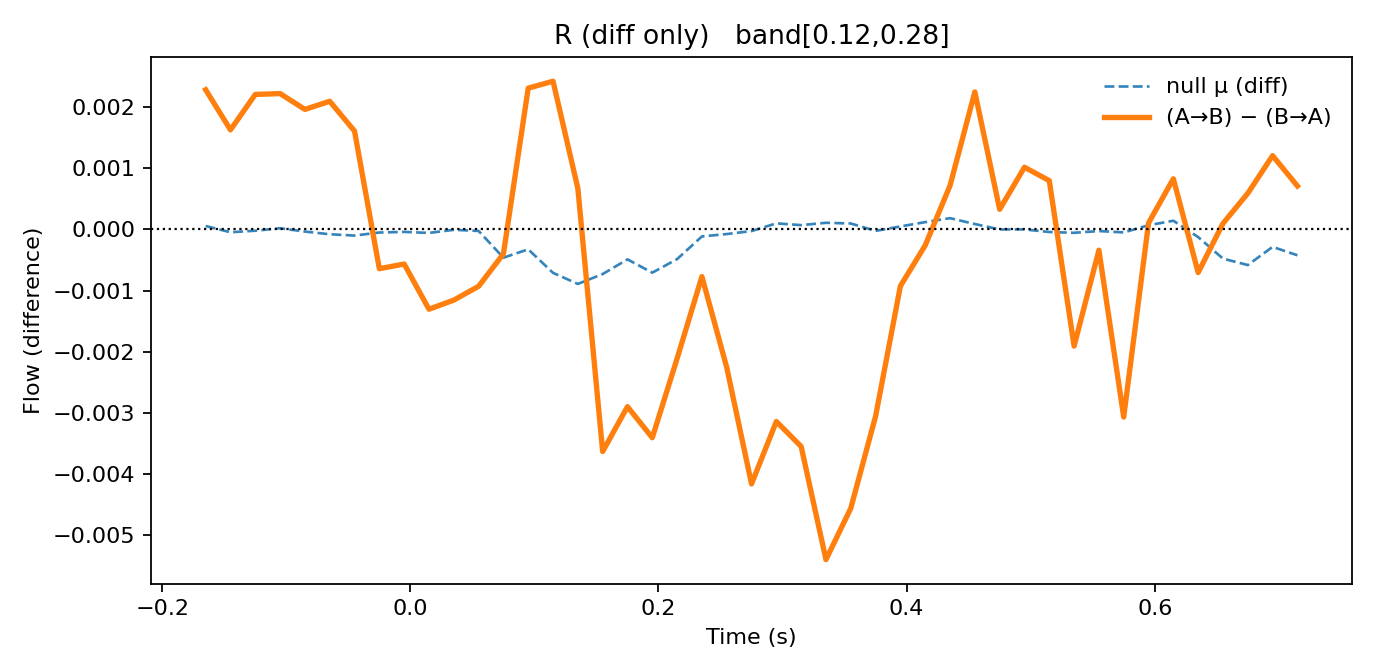 R (diff only)   band[0.12,0.28]
null μ (diff)
(A→B) − (B→A)
Flow (difference)
0.002
0.001
0.000
−0.001
−0.002
−0.003
−0.004
−0.005
−0.2
0.0
0.2
0.4
0.6
Time (s)